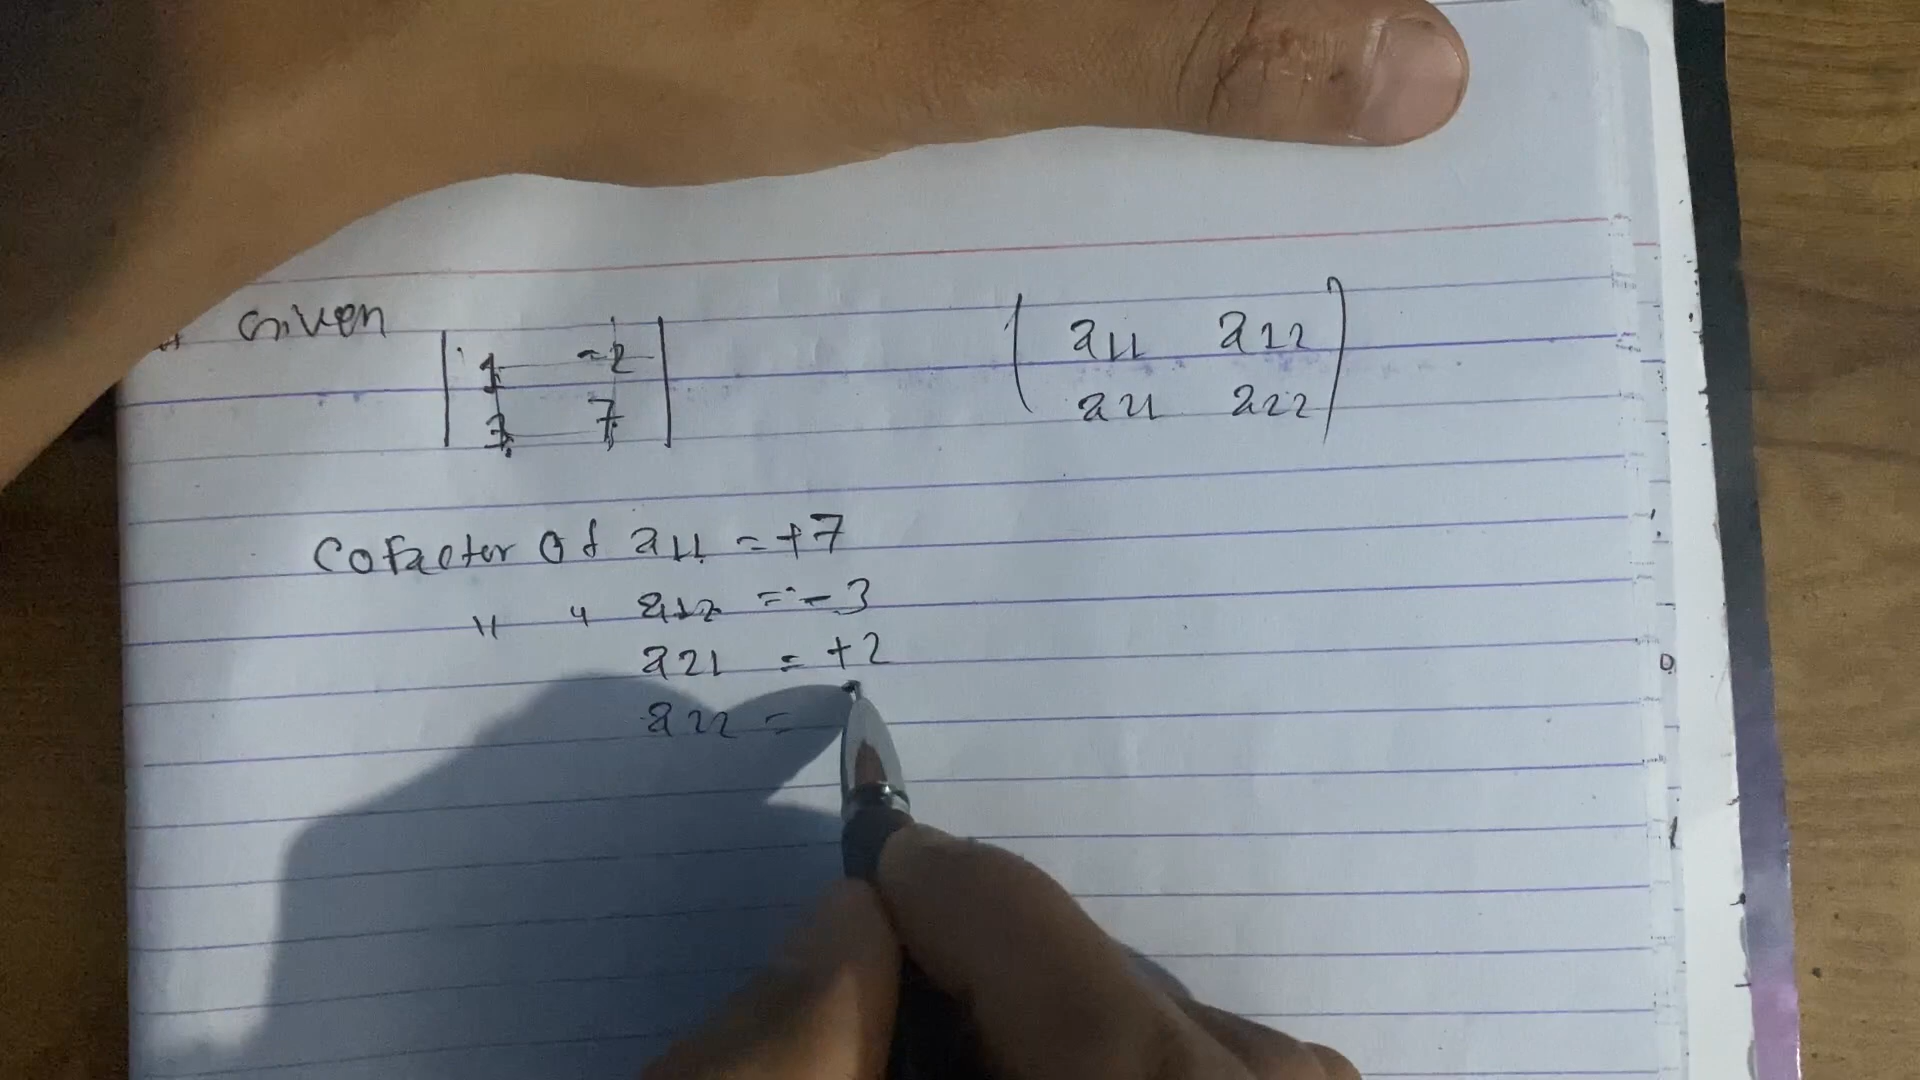 Given
1 -2
3 7
a11 a12
a21 a22
Cofactor of a11 = +7
" " a12 = - 3
a21 = +2
a22 =